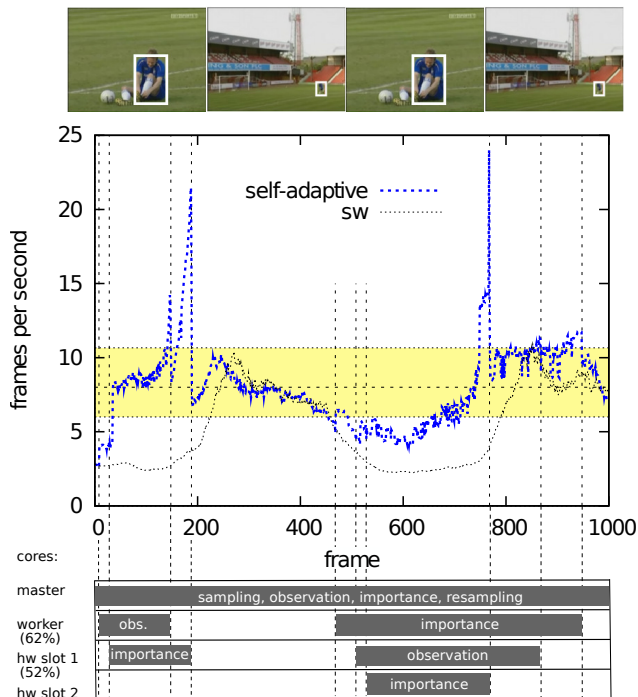 25
20
15
10
5
0
self-adaptive
sw
frames per second
0 200 400 600 800 1000
frame
cores:
master
sampling, observation, importance, resampling
worker
(62%)
obs.
importance
hw slot 1
(52%)
importance
observation
hw slot 2
importance